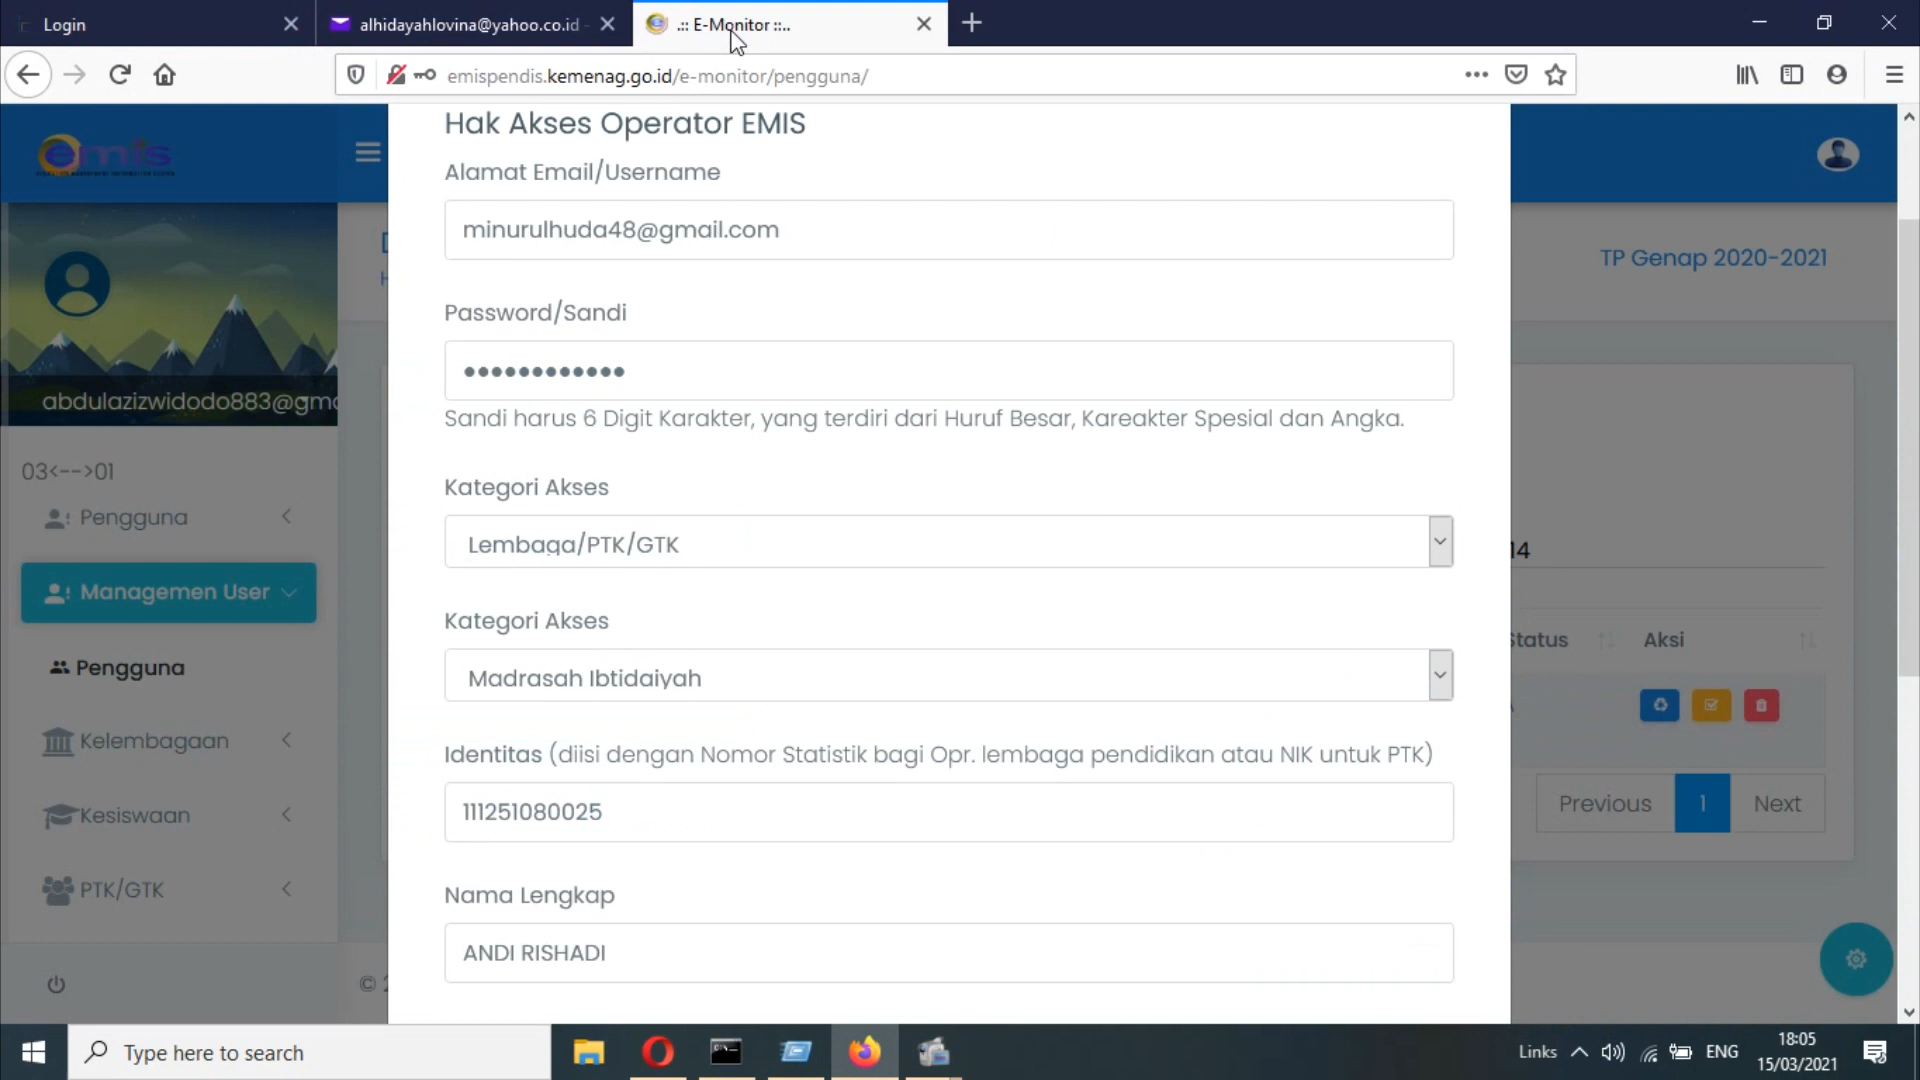 Login
alhidayahlovina@yahoo.co.id -
.:: E-Monitor ::..
emispendis.kemenag.go.id/e-monitor/pengguna/
emis
Hak Akses Operator EMIS
Alamat Email/Username
minurulhuda48@gmail.com
TP Genap 2020-2021
Password/Sandi
abdulazizwidodo883@gm
Sandi harus 6 Digit Karakter, yang terdiri dari Huruf Besar, Kareakter Spesial dan Angka.
03<-->01
Kategori Akses
Pengguna
Lembaga/PTK/GTK
14
Managemen User
Kategori Akses
Status
Aksi
Pengguna
Madrasah Ibtidaiyah
Kelembagaan
Identitas (diisi dengan Nomor Statistik bagi Opr. lembaga pendidikan atau NIK untuk PTK)
111251080025
Previous 1 Next
Kesiswaan
PTK/GTK
Nama Lengkap
ANDI RISHADI
©
Type here to search
Links
ENG
18:05
15/03/2021